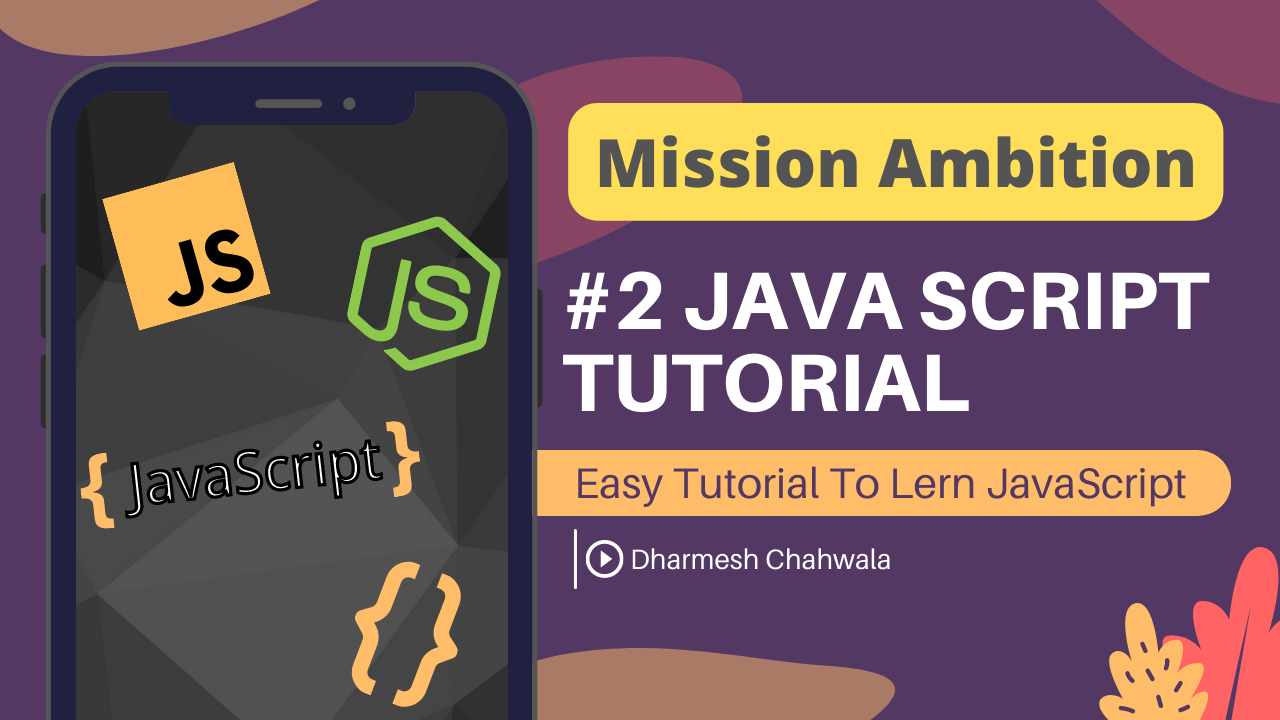 Mission Ambition
#2 JAVA SCRIPT
TUTORIAL
Easy Tutorial To Lern JavaScript
Dharmesh Chahwala
JS
JS
{ JavaScript }
{ }